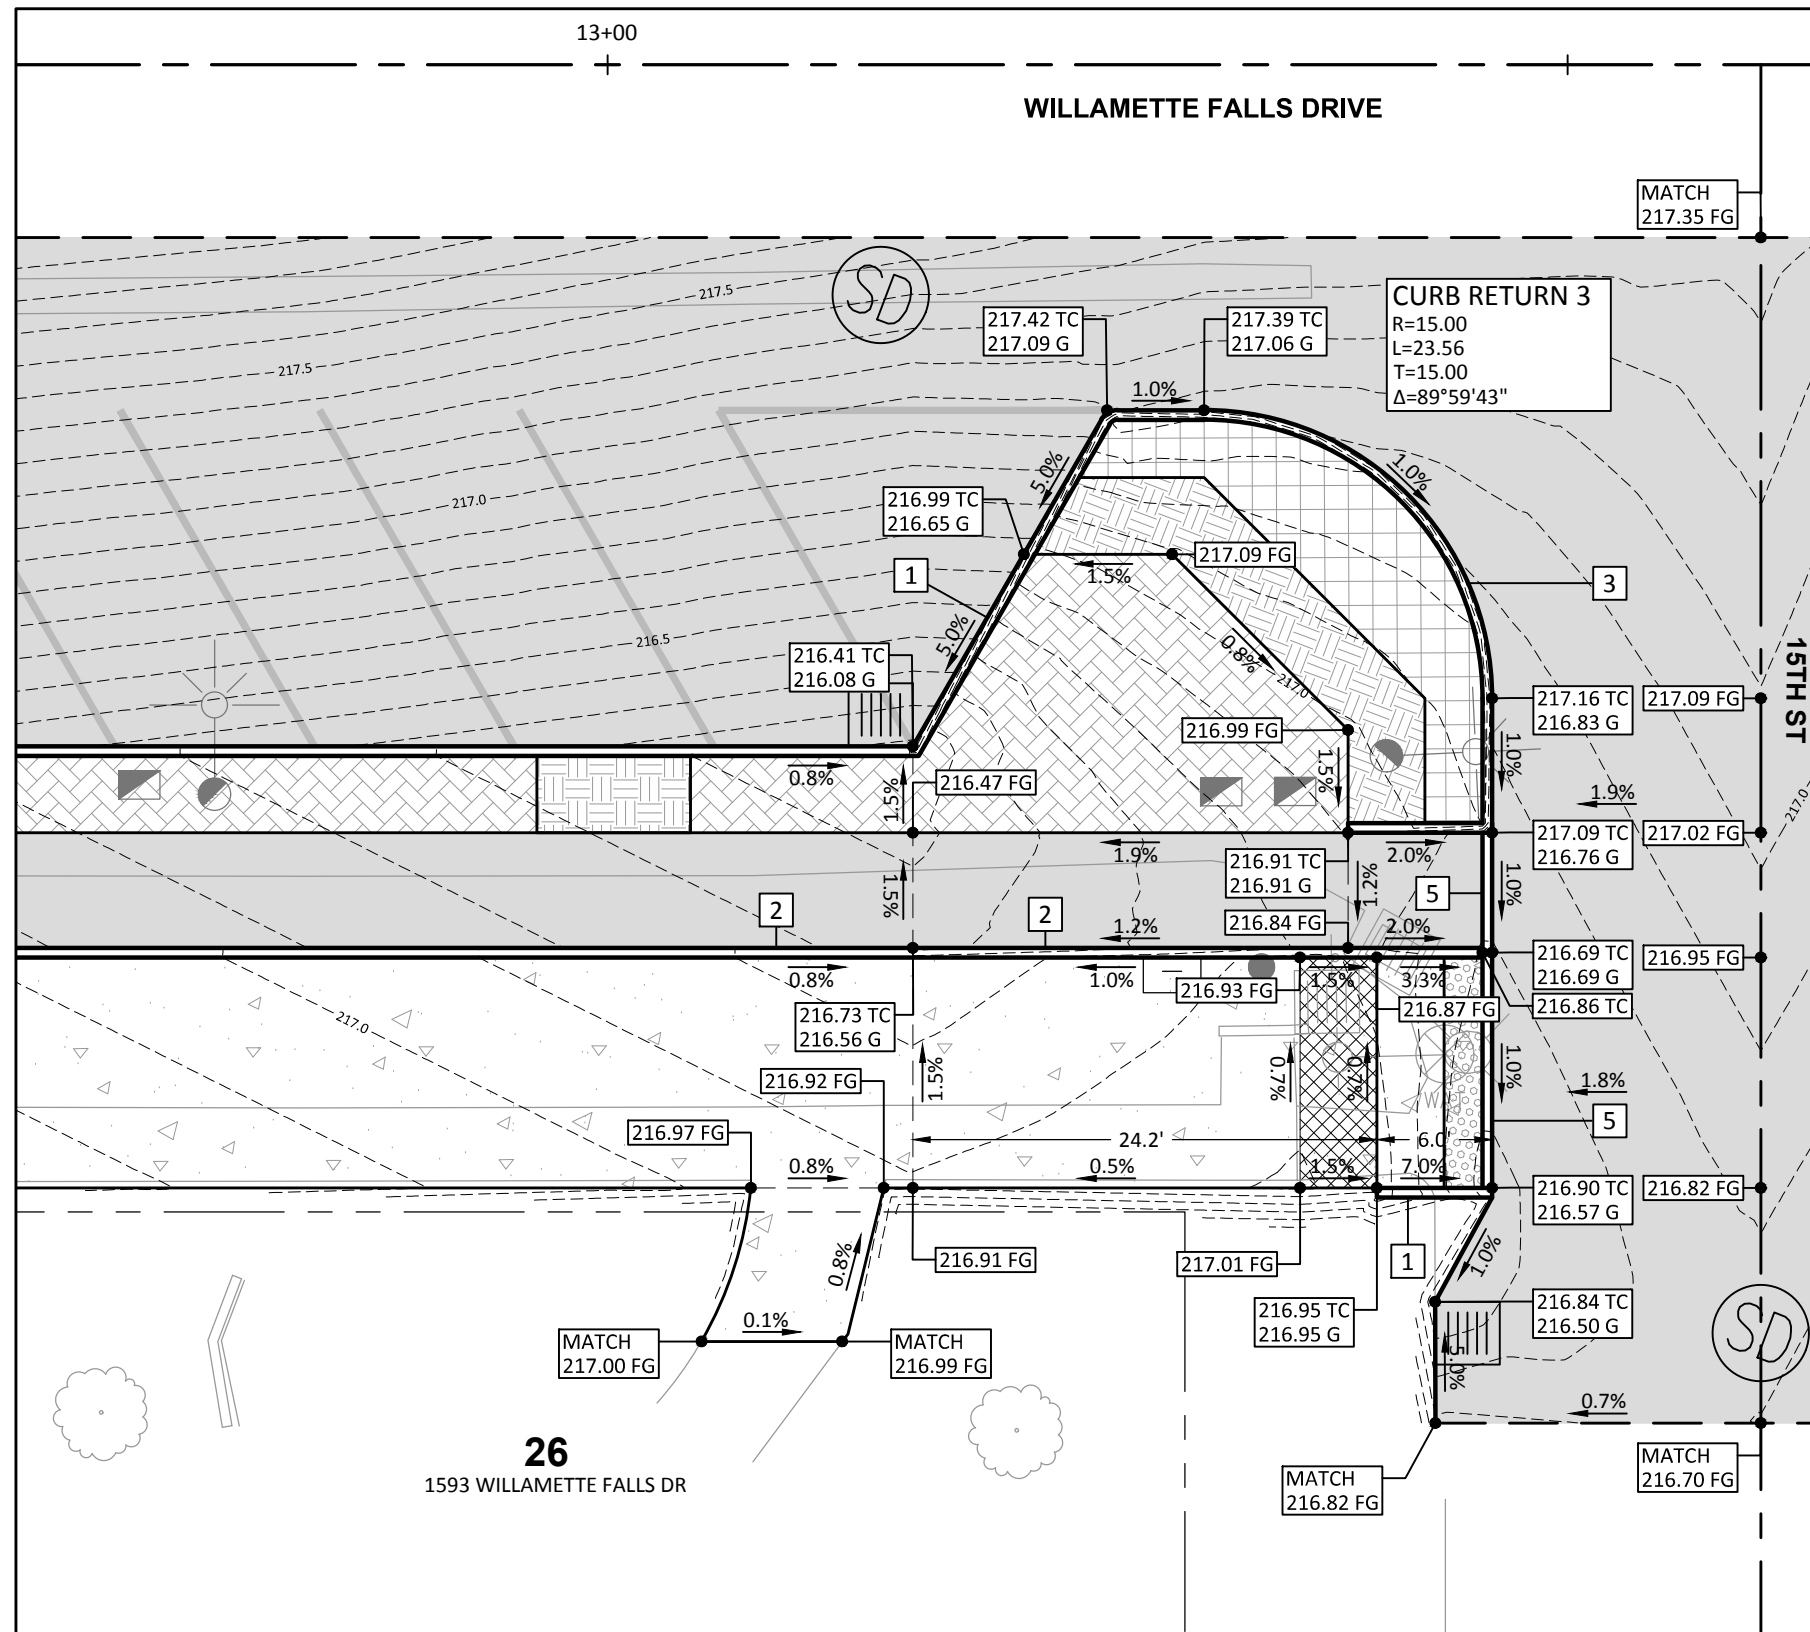 13+00
WILLAMETTE FALLS DRIVE
MATCH
217.35 FG
SD
217.5
217.5
217.42 TC
217.09 G
217.39 TC
217.06 G
CURB RETURN 3
R=15.00
L=23.56
T=15.00
Δ=89°59'43"
1.0%
5.0%
1.0%
217.0
216.99 TC
216.65 G
217.09 FG
1.5%
1
3
216.5
5.0%
0.8%
217.0
216.41 TC
216.08 G
15TH ST
217.16 TC
216.83 G
217.09 FG
216.99 FG
1.0%
1.5%
0.8%
1.5%
216.47 FG
1.9%
217.0
217.09 TC
216.76 G
217.02 FG
1.9%
2.0%
216.91 TC
216.91 G
1.5%
1.2%
1.0%
5
2
2
216.84 FG
1.2%
2.0%
216.69 TC
216.69 G
216.95 FG
0.8%
1.0%
216.93 FG
1.5%
3.3%
216.87 FG
216.86 TC
217.0
216.73 TC
216.56 G
1.5%
0.7%
0.7%
1.0%
216.92 FG
1.8%
W
5
216.97 FG
24.2'
6.0'
0.8%
0.5%
1.5%
7.0%
216.90 TC
216.57 G
216.82 FG
0.8%
216.91 FG
217.01 FG
1
1.0%
216.95 TC
216.95 G
216.84 TC
216.50 G
SD
0.1%
MATCH
217.00 FG
MATCH
216.99 FG
5.0%
0.7%
26
1593 WILLAMETTE FALLS DR
MATCH
216.82 FG
MATCH
216.70 FG